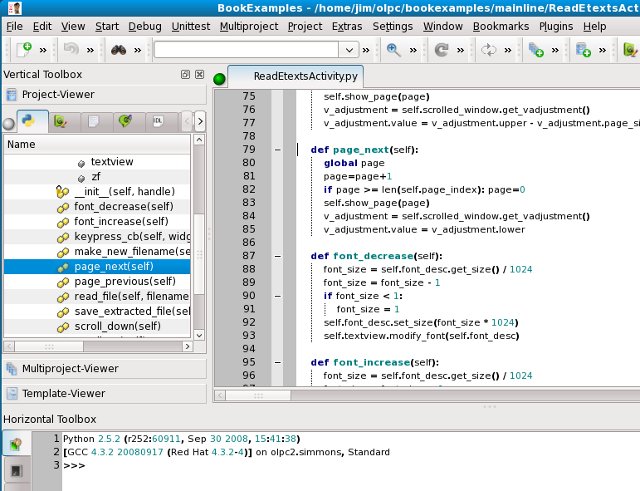 BookExamples - /home/jim/olpc/bookexamples/mainline/ReadEtextsAct
File Edit View Start Debug Unittest Multiproject Project Extras Settings Window Bookmarks Plugins Help
Vertical Toolbox
Project-Viewer
IDL
Name
textview
zf
__init__(self, handle)
font_decrease(self)
font_increase(self)
keypress_cb(self, widg
make_new_filename(se
page_next(self)
page_previous(self)
read_file(self, filename
save_extracted_file(sel
scroll_down(self)
Multiproject-Viewer
Template-Viewer
ReadEtextsActivity.py
75 self.show_page(page)
76 v_adjustment = self.scrolled_window.get_vadjustment()
77 v_adjustment.value = v_adjustment.upper - v_adjustment.page_si
78
79 def page_next(self):
80 global page
81 page=page+1
82 if page >= len(self.page_index): page=0
83 self.show_page(page)
84 v_adjustment = self.scrolled_window.get_vadjustment()
85 v_adjustment.value = v_adjustment.lower
86
87 def font_decrease(self):
88 font_size = self.font_desc.get_size() / 1024
89 font_size = font_size - 1
90 if font_size < 1:
91 font_size = 1
92 self.font_desc.set_size(font_size * 1024)
93 self.textview.modify_font(self.font_desc)
94
95 def font_increase(self):
96 font_size = self.font_desc.get_size() / 1024
97
Horizontal Toolbox
1 Python 2.5.2 (r252:60911, Sep 30 2008, 15:41:38)
2 [GCC 4.3.2 20080917 (Red Hat 4.3.2-4)] on olpc2.simmons, Standard
3 >>>